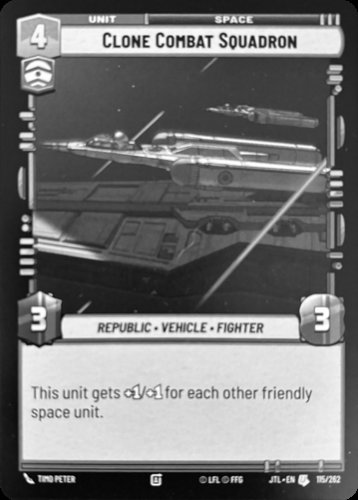 UNIT SPACE
4 CLONE COMBAT SQUADRON
3 REPUBLIC • VEHICLE • FIGHTER 3
This unit gets +1/+1 for each other friendly
space unit.
TIMO PETER © LFL © FFG JTL • EN 115/262